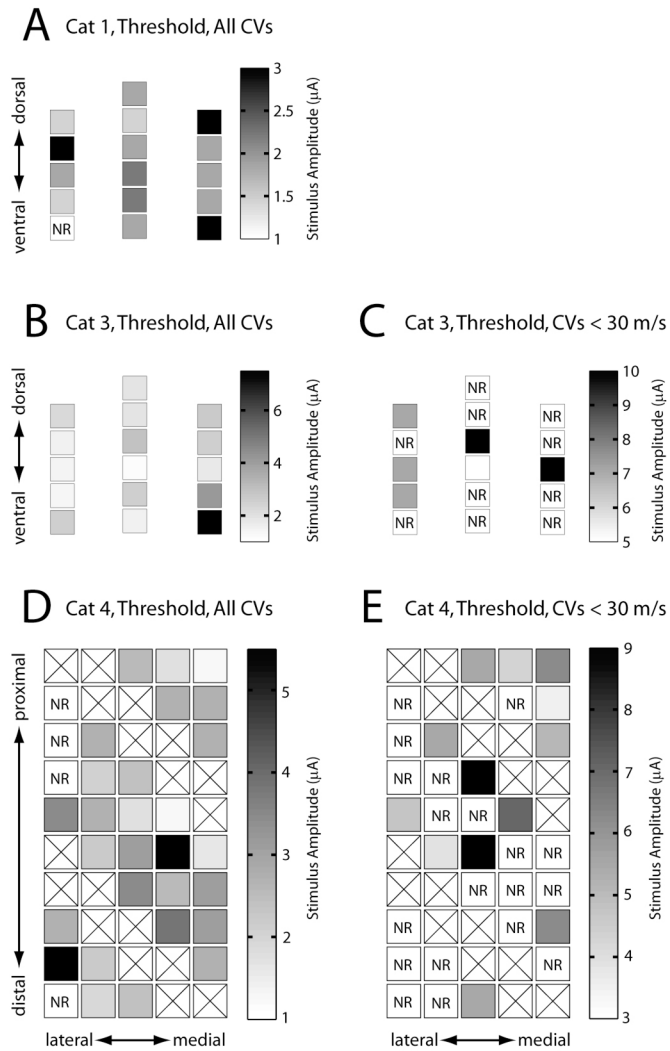 A Cat 1, Threshold, All CVs
dorsal
ventral
NR
3
2.5
2
1.5
1
Stimulus Amplitude (μA)
B Cat 3, Threshold, All CVs
dorsal
ventral
6
4
2
Stimulus Amplitude (μA)
C Cat 3, Threshold, CVs < 30 m/s
NR
NR NR
NR NR
NR NR
NR NR NR
10
9
8
7
6
5
Stimulus Amplitude (μA)
D Cat 4, Threshold, All CVs
proximal
distal
NR
NR
NR
NR
lateral medial
5
4
3
2
1
Stimulus Amplitude (μA)
E Cat 4, Threshold, CVs < 30 m/s
NR NR
NR
NR NR
NR NR
NR NR
NR NR NR
NR NR
NR NR NR
NR NR
lateral medial
9
8
7
6
5
4
3
Stimulus Amplitude (μA)